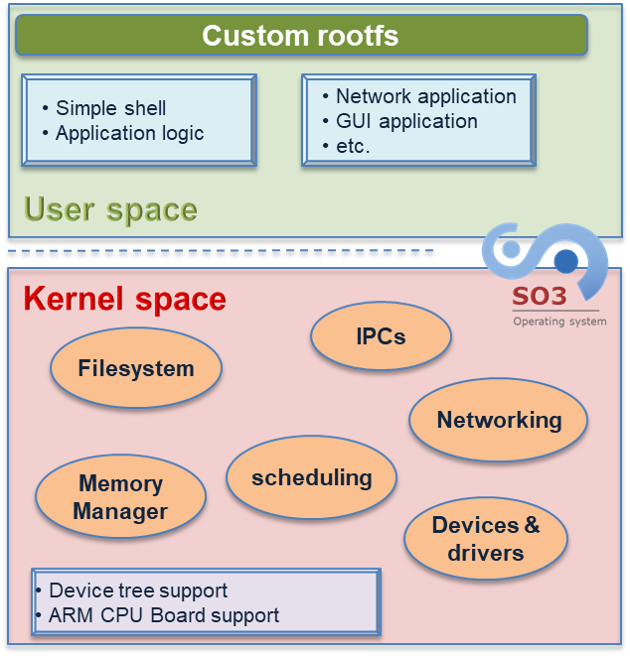 Custom rootfs
• Simple shell
• Application logic
• Network application
• GUI application
• etc.
User space
SO3
Operating system
Kernel space
IPCs
Filesystem
Networking
scheduling
Memory
Manager
Devices &
drivers
• Device tree support
• ARM CPU Board support